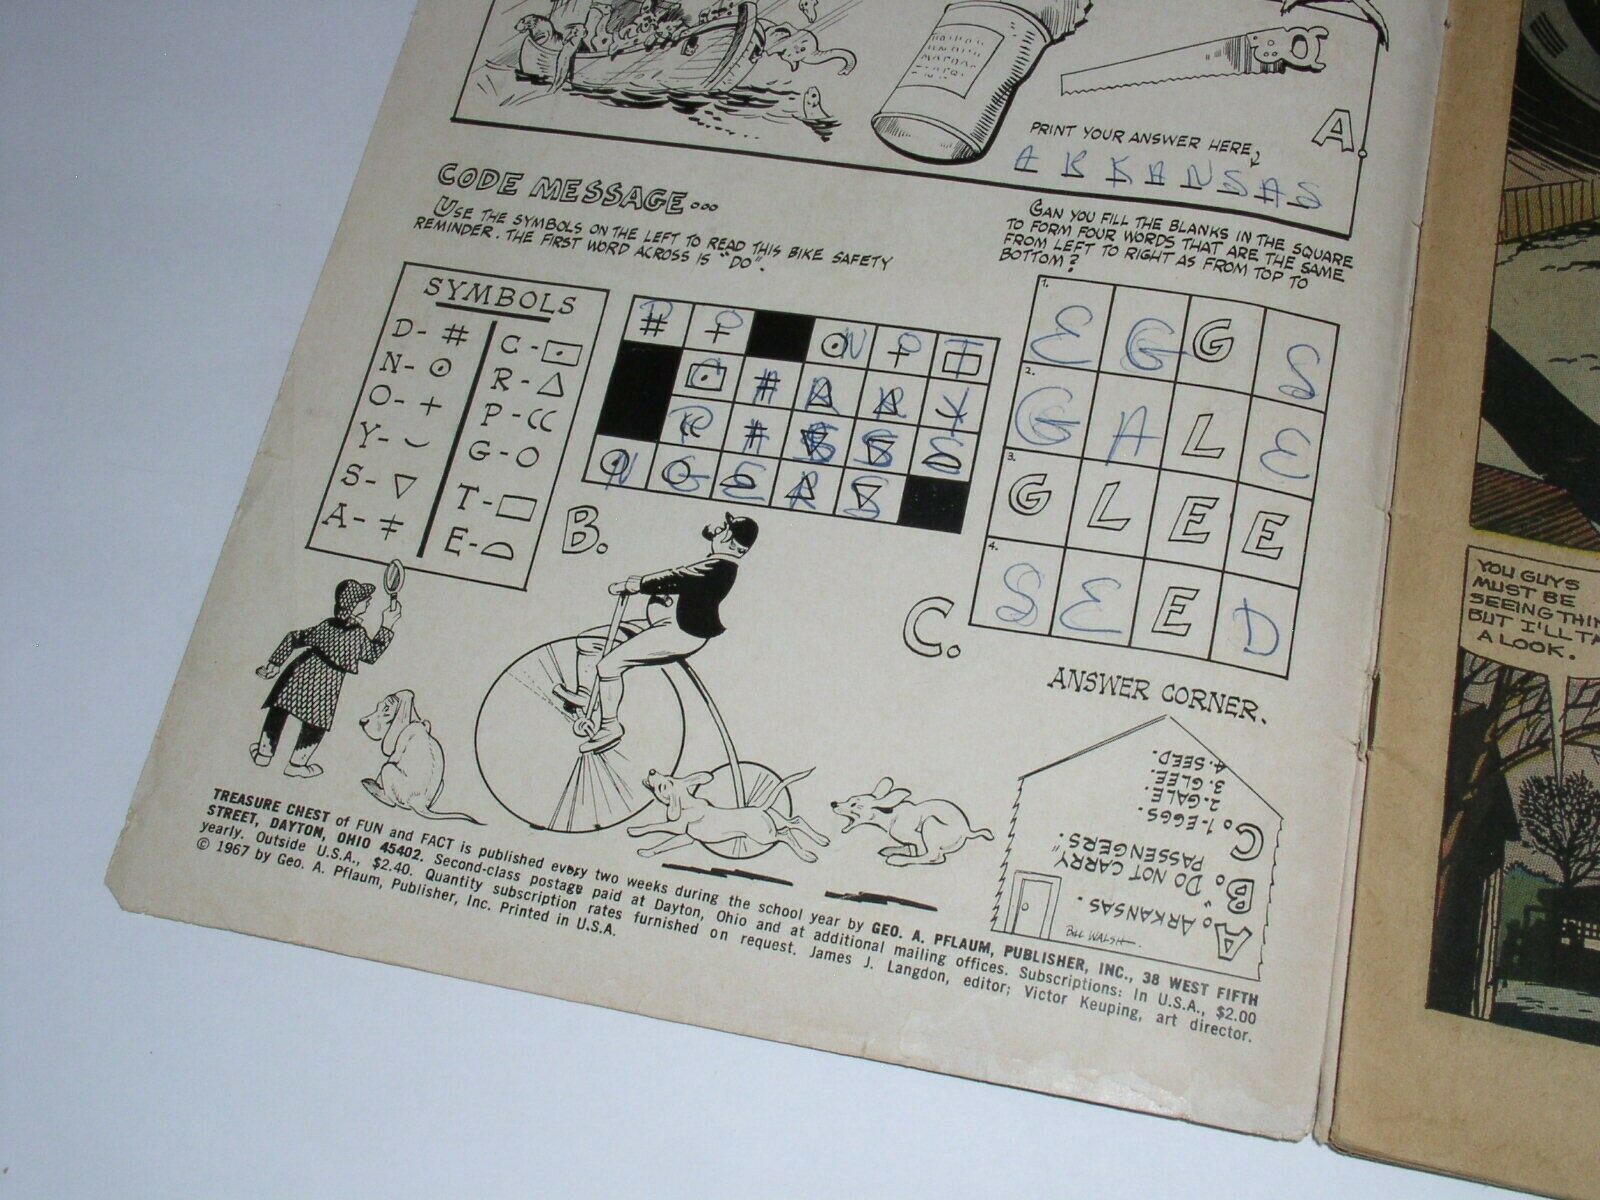 PRINT YOUR ANSWER HERE
A.
ARKANSAS
CODE MESSAGE...
USE THE SYMBOLS ON THE LEFT TO READ THIS BIKE SAFETY
REMINDER. THE FIRST WORD ACROSS IS "DO".
CAN YOU FILL THE BLANKS IN THE SQUARE
TO FORM FOUR WORDS THAT ARE THE SAME
FROM LEFT TO RIGHT AS FROM TOP TO
BOTTOM?
SYMBOLS
D- #
N- ⊙
O- +
Y- ⌣
S- ▽
A- ≠
C- ⊡
R- △
P- ((
G- ○
T- ▭
E- ⌓
D O N O T
C A R R Y
P A S S E
N G E R S
B.
1. E G G S
2. G A L E
3. G L E E
4. S E E D
C.
ANSWER CORNER.
A. ARKANSAS.
B. "DO NOT CARRY
PASSENGERS".
C. 1-EGGS.
2. GALE.
3. GLEE.
4. SEED.
BILL WALSH
TREASURE CHEST of FUN and FACT is published every two weeks during the school year by GEO. A. PFLAUM, PUBLISHER, INC., 38 WEST FIFTH
STREET, DAYTON, OHIO 45402. Second-class postage paid at Dayton, Ohio and at additional mailing offices. Subscriptions: In U.S.A., $2.00
yearly. Outside U.S.A., $2.40. Quantity subscription rates furnished on request. James J. Langdon, editor; Victor Keuping, art director.
© 1967 by Geo. A. Pflaum, Publisher, Inc. Printed in U.S.A.
YOU GUYS
MUST BE
SEEING
BUT I'LL
A LOOK.